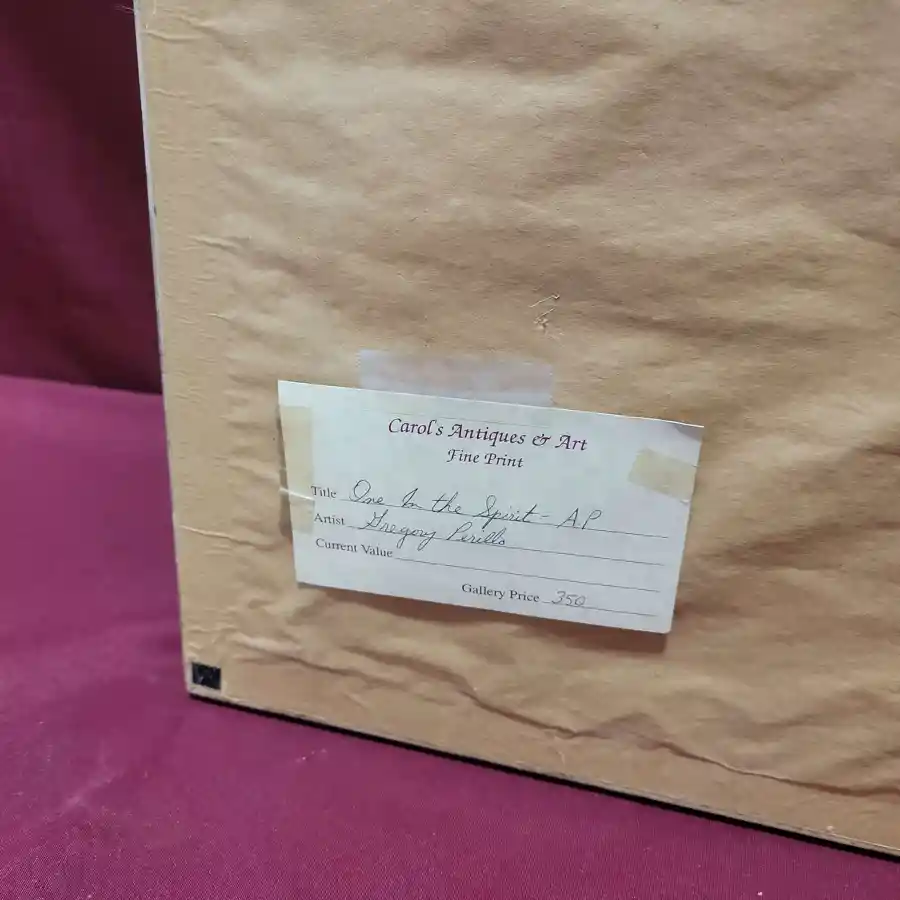 Carol's Antiques & Art
Fine Print
Title One In the Spirit - AP
Artist Gregory Perillo
Current Value
Gallery Price 350